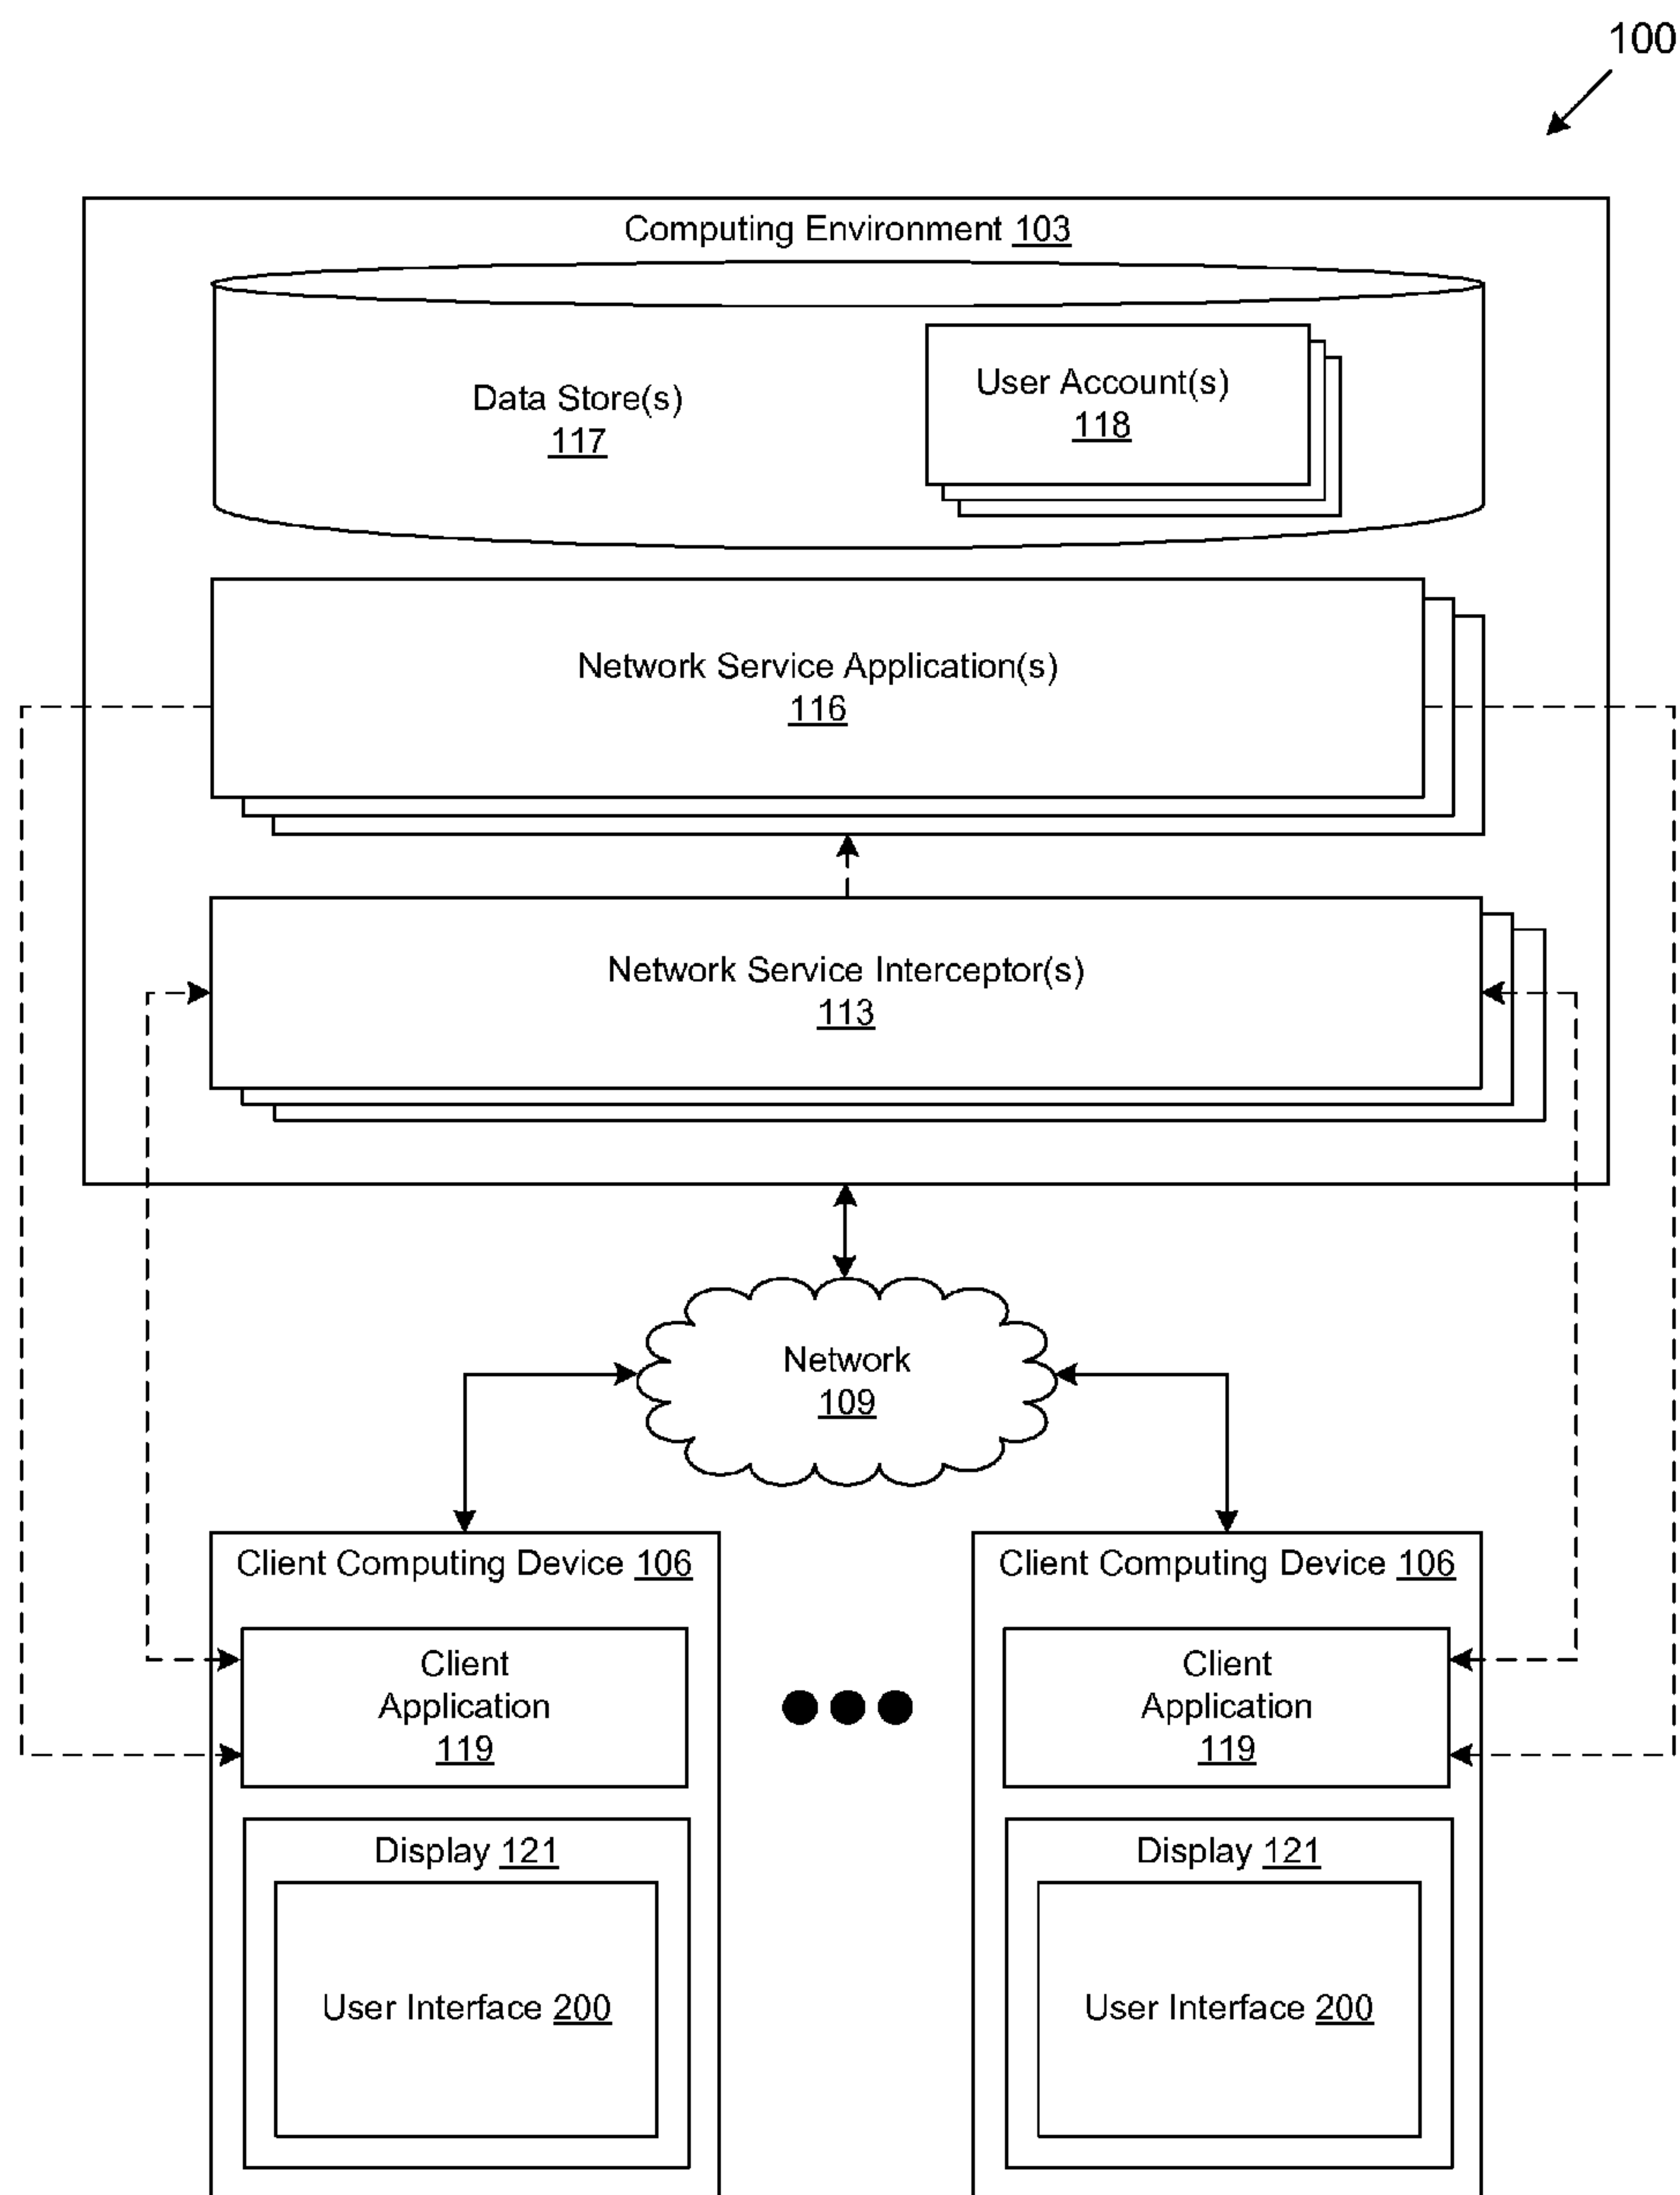 100
Computing Environment 103
Data Store(s)
117
User Account(s)
118
Network Service Application(s)
116
Network Service Interceptor(s)
113
Network
109
Client Computing Device 106
Client
Application
119
Display 121
User Interface 200
Client Computing Device 106
Client
Application
119
Display 121
User Interface 200